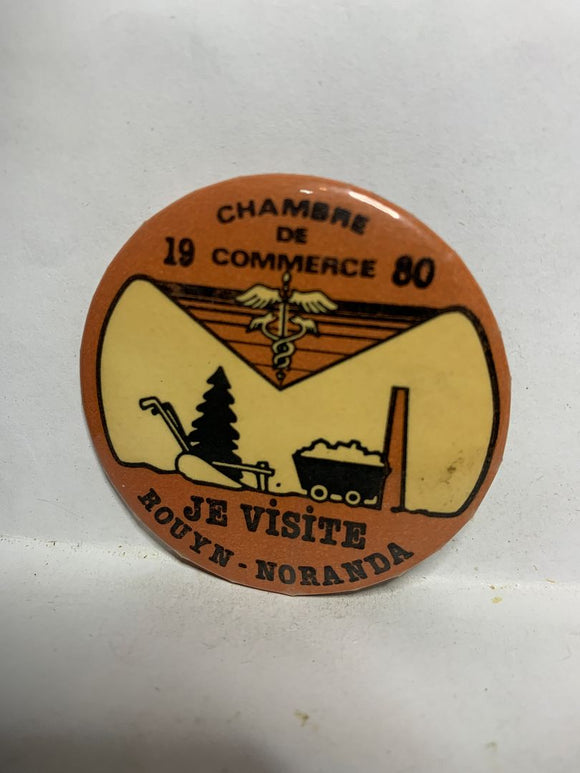 CHAMBRE
DE
19 COMMERCE 80
JE VISITE
ROUYN-NORANDA